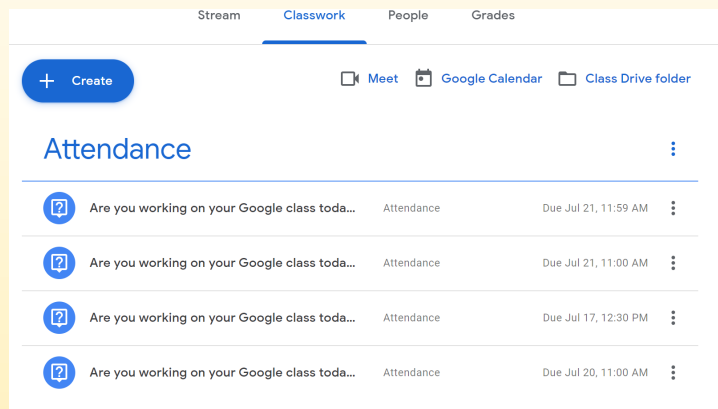 Stream Classwork People Grades
Create Meet Google Calendar Class Drive folder
Attendance
Are you working on your Google class toda... Attendance Due Jul 21, 11:59 AM
Are you working on your Google class toda... Attendance Due Jul 21, 11:00 AM
Are you working on your Google class toda... Attendance Due Jul 17, 12:30 PM
Are you working on your Google class toda... Attendance Due Jul 20, 11:00 AM